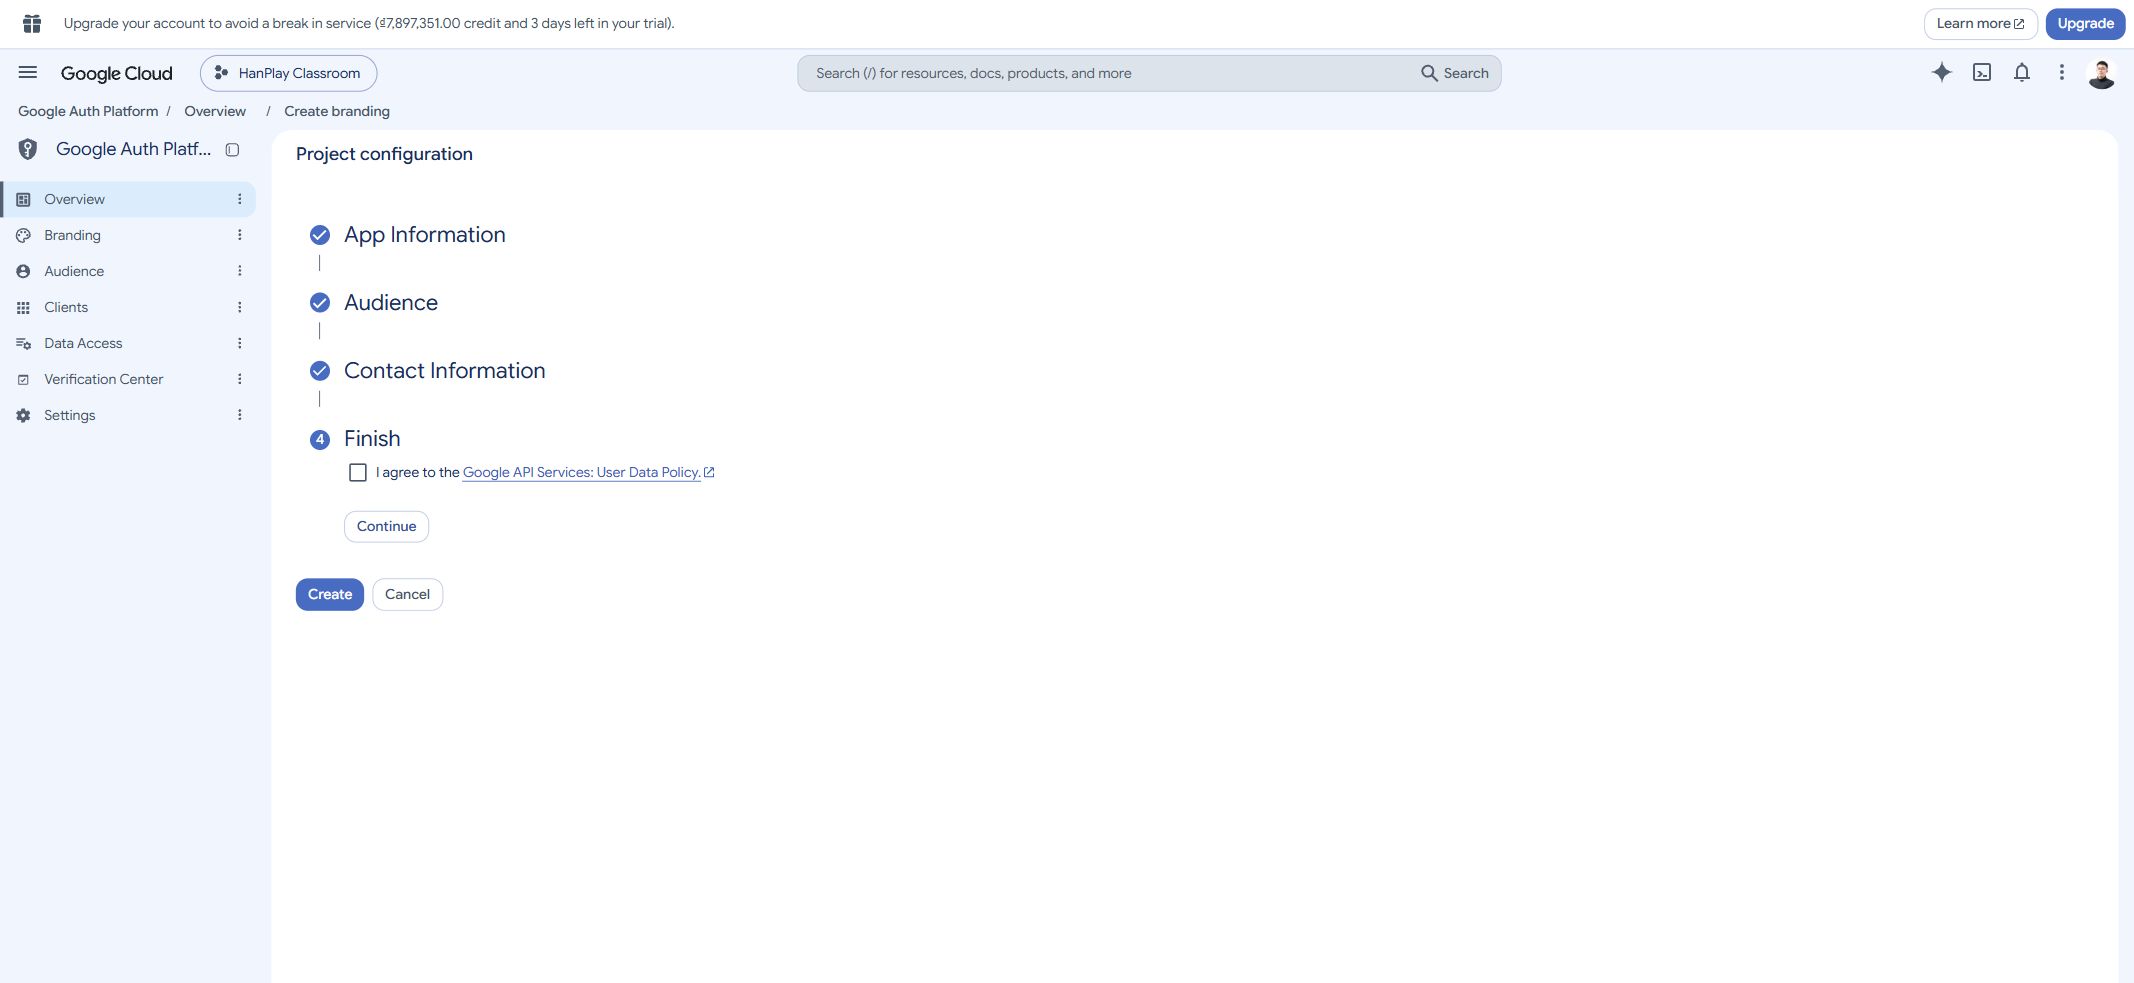 Upgrade your account to avoid a break in service (₫7,897,351.00 credit and 3 days left in your trial).
Learn more
Upgrade
Google Cloud
HanPlay Classroom
Search (/) for resources, docs, products, and more
Search
Google Auth Platform / Overview / Create branding
Google Auth Platf...
Overview
Branding
Audience
Clients
Data Access
Verification Center
Settings
Project configuration
App Information
Audience
Contact Information
4 Finish
I agree to the Google API Services: User Data Policy.
Continue
Create
Cancel